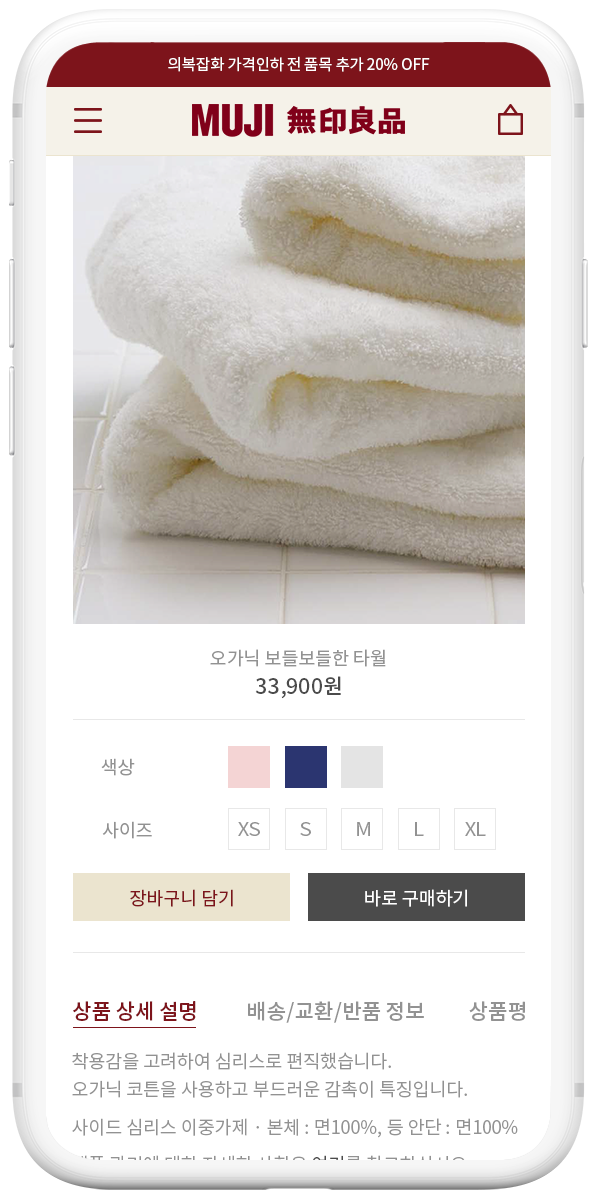 의복잡화 가격인하 전 품목 추가 20% OFF
MUJI 無印良品
오가닉 보들보들한 타월
33,900원
색상
사이즈 XS S M L XL
장바구니 담기 바로 구매하기
상품 상세 설명 배송/교환/반품 정보 상품평
착용감을 고려하여 심리스로 편직했습니다.
오가닉 코튼을 사용하고 부드러운 감촉이 특징입니다.
사이드 심리스 이중가제 · 본체 : 면100%, 등 안단 : 면100%